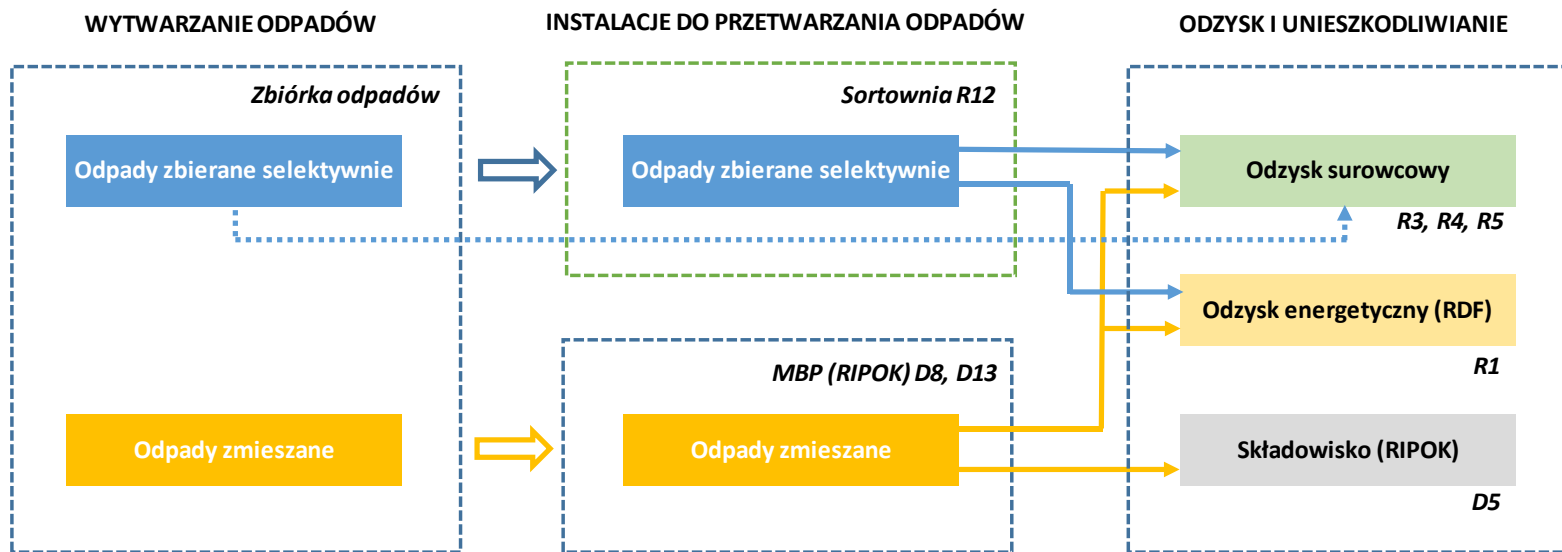 WYTWARZANIE ODPADÓW
INSTALACJE DO PRZETWARZANIA ODPADÓW
ODZYSK I UNIESZKODLIWIANIE
Zbiórka odpadów
Sortownia R12
Odpady zbierane selektywnie
Odpady zbierane selektywnie
Odzysk surowcowy
R3, R4, R5
Odzysk energetyczny (RDF)
R1
MBP (RIPOK) D8, D13
Odpady zmieszane
Odpady zmieszane
Składowisko (RIPOK)
D5